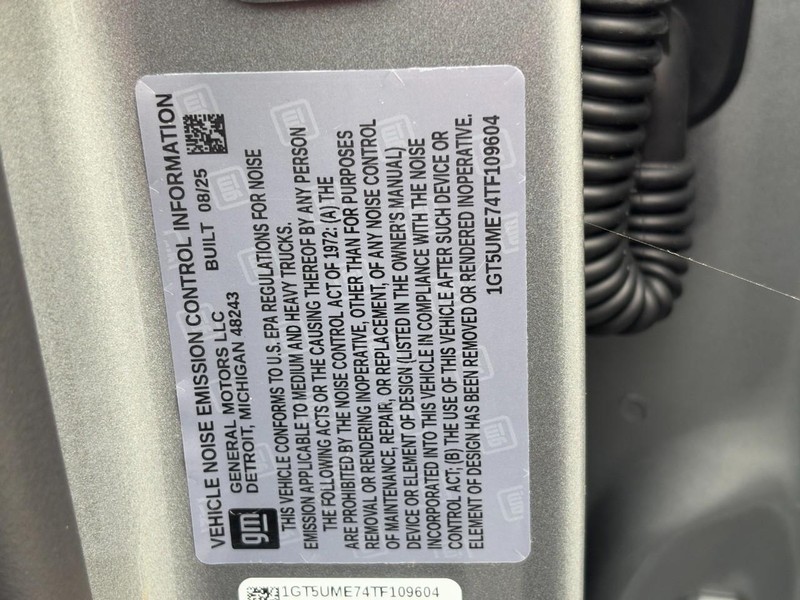 VEHICLE NOISE EMISSION CONTROL INFORMATION
gm
GENERAL MOTORS LLC BUILT 08/25
DETROIT, MICHIGAN 48243
THIS VEHICLE CONFORMS TO U.S. EPA REGULATIONS FOR NOISE
EMISSION APPLICABLE TO MEDIUM AND HEAVY TRUCKS.
THE FOLLOWING ACTS OR THE CAUSING THEREOF BY ANY PERSON
ARE PROHIBITED BY THE NOISE CONTROL ACT OF 1972: (A) THE
REMOVAL OR RENDERING INOPERATIVE, OTHER THAN FOR PURPOSES
OF MAINTENANCE, REPAIR, OR REPLACEMENT, OF ANY NOISE CONTROL
DEVICE OR ELEMENT OF DESIGN (LISTED IN THE OWNER'S MANUAL)
INCORPORATED INTO THIS VEHICLE IN COMPLIANCE WITH THE NOISE
CONTROL ACT; (B) THE USE OF THIS VEHICLE AFTER SUCH DEVICE OR
ELEMENT OF DESIGN HAS BEEN REMOVED OR RENDERED INOPERATIVE.
1GT5UME74TF109604
1GT5UME74TF109604